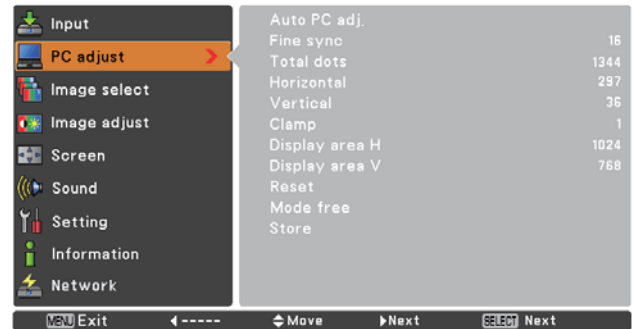 Input
PC adjust
Image select
Image adjust
Screen
Sound
Setting
Information
Network
Auto PC adj.
Fine sync 16
Total dots 1344
Horizontal 297
Vertical 36
Clamp 1
Display area H 1024
Display area V 768
Reset
Mode free
Store
MENU Exit ◀----- Move ▶Next SELECT Next